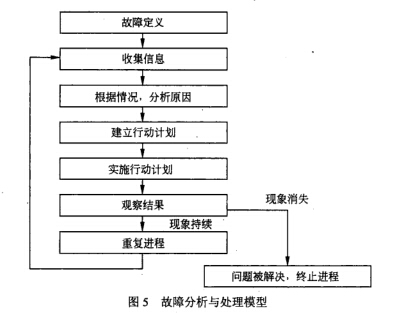 故障定义
收集信息
根据情况，分析原因
建立行动计划
实施行动计划
观察结果
现象消失
现象持续
重复进程
问题被解决，终止进程
图5 故障分析与处理模型